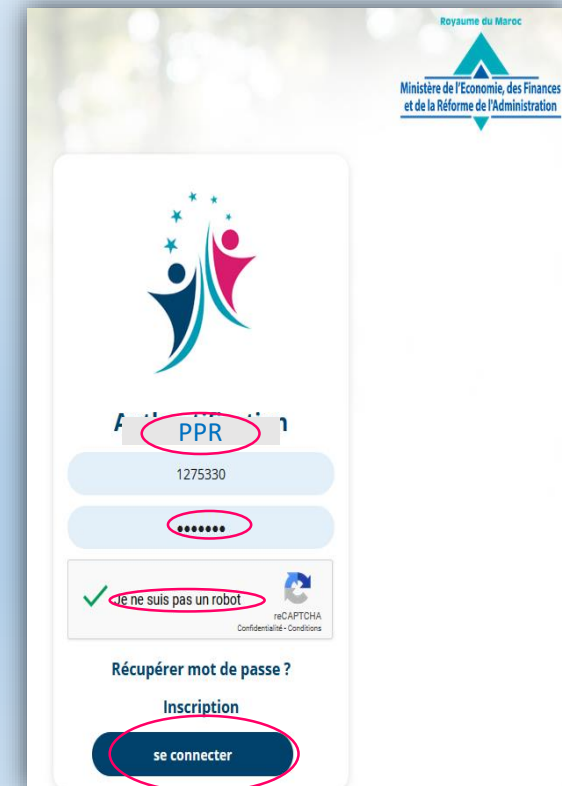 Royaume du Maroc
Ministère de l'Economie, des Finances
et de la Réforme de l'Administration
PPR
1275330
•••••••
Je ne suis pas un robot
reCAPTCHA
Confidentialité - Conditions
Récupérer mot de passe ?
Inscription
se connecter